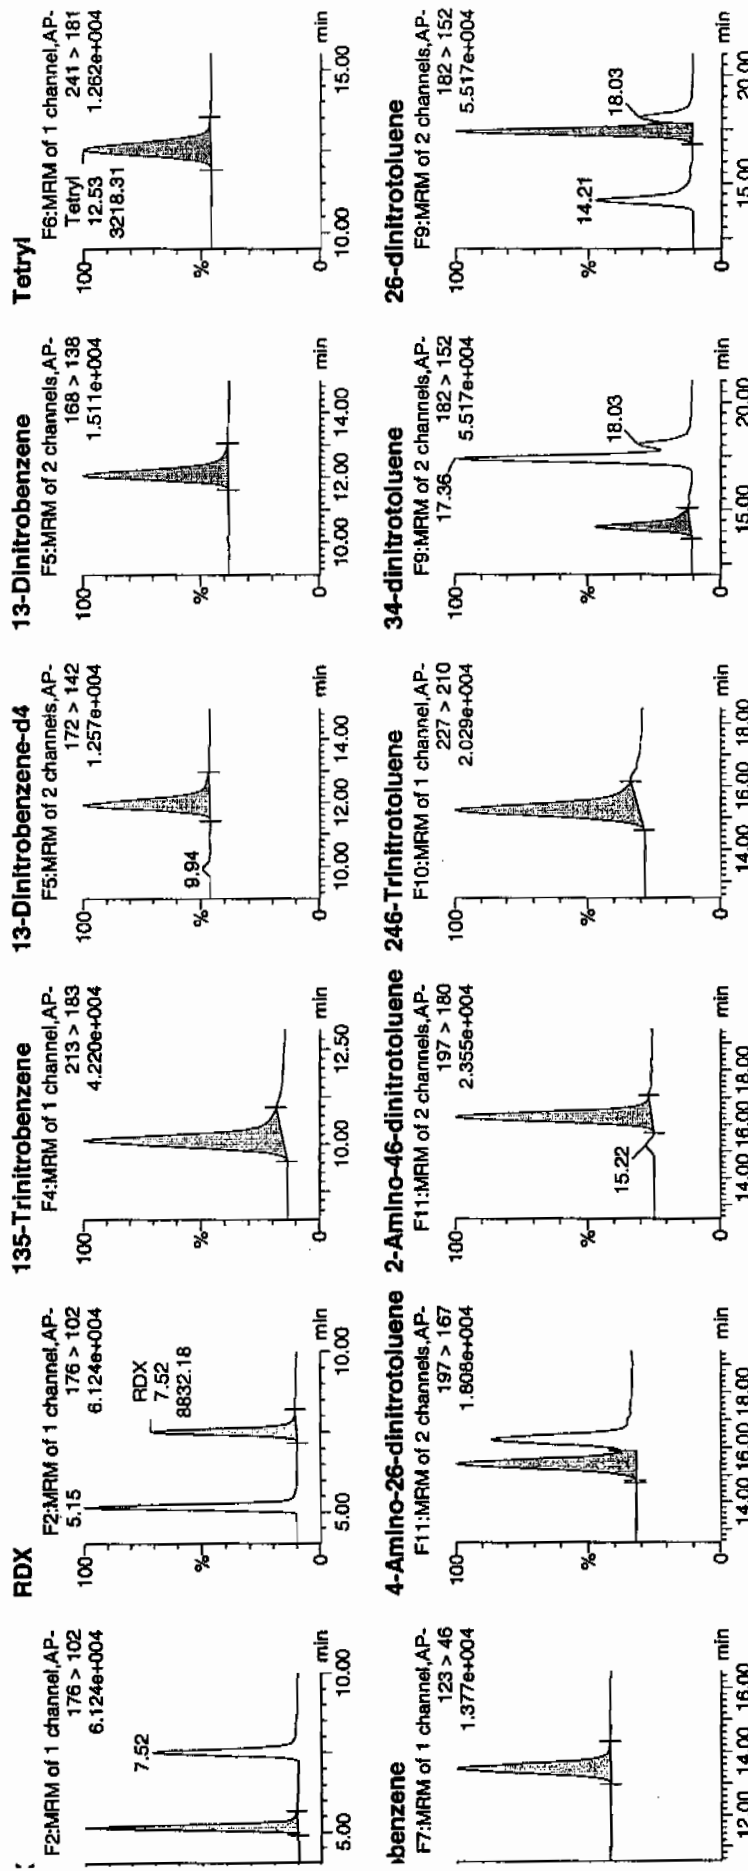 F2:MRM of 1 channel,AP-
176 > 102
6.124e+004
7.52
5.00
10.00
min
RDX
F2:MRM of 1 channel,AP-
5.15
176 > 102
6.124e+004
RDX
7.52
8832.18
100
%
0
5.00
10.00
min
135-Trinitrobenzene
F4:MRM of 1 channel,AP-
213 > 183
4.220e+004
100
%
0
10.00
12.50
min
13-Dinitrobenzene-d4
F5:MRM of 2 channels,AP-
172 > 142
1.257e+004
9.94
100
%
0
10.00
12.00
14.00
min
13-Dinitrobenzene
F5:MRM of 2 channels,AP-
168 > 138
1.511e+004
100
%
0
10.00
12.00
14.00
min
Tetryl
F6:MRM of 1 channel,AP-
241 > 181
1.262e+004
Tetryl
12.53
3218.31
100
%
0
10.00
15.00
min
benzene
F7:MRM of 1 channel,AP-
123 > 46
1.377e+004
12.00
14.00
16.00
min
4-Amino-26-dinitrotoluene
F11:MRM of 2 channels,AP-
197 > 167
1.808e+004
100
%
0
14.00
16.00
18.00
min
2-Amino-46-dinitrotoluene
F11:MRM of 2 channels,AP-
197 > 180
2.355e+004
15.22
100
%
0
14.00
16.00
18.00
min
246-Trinitrotoluene
F10:MRM of 1 channel,AP-
227 > 210
2.029e+004
100
%
0
14.00
16.00
18.00
min
34-dinitrotoluene
F9:MRM of 2 channels,AP-
182 > 152
5.517e+004
17.36
18.03
100
%
0
15.00
20.00
min
26-dinitrotoluene
F9:MRM of 2 channels,AP-
182 > 152
5.517e+004
14.21
18.03
100
%
0
15.00
20.00
min